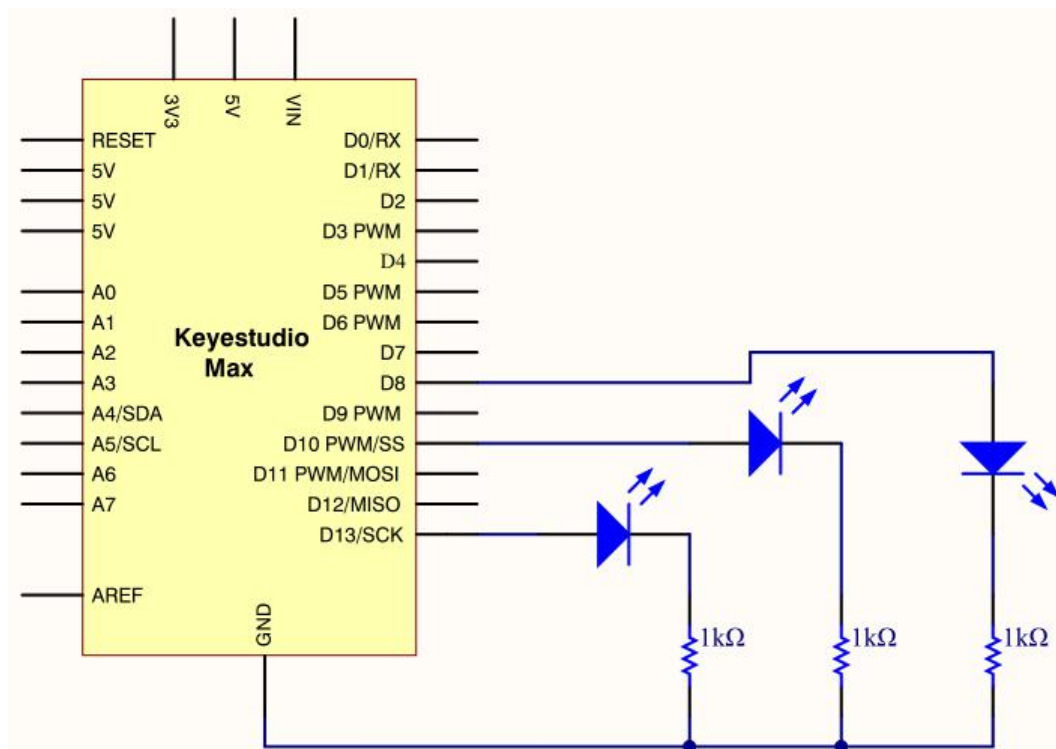 3V3
5V
VIN
RESET
5V
5V
5V
A0
A1
A2
A3
A4/SDA
A5/SCL
A6
A7
AREF
Keyestudio
Max
D0/RX
D1/RX
D2
D3 PWM
D4
D5 PWM
D6 PWM
D7
D8
D9 PWM
D10 PWM/SS
D11 PWM/MOSI
D12/MISO
D13/SCK
GND
1kΩ
1kΩ
1kΩ